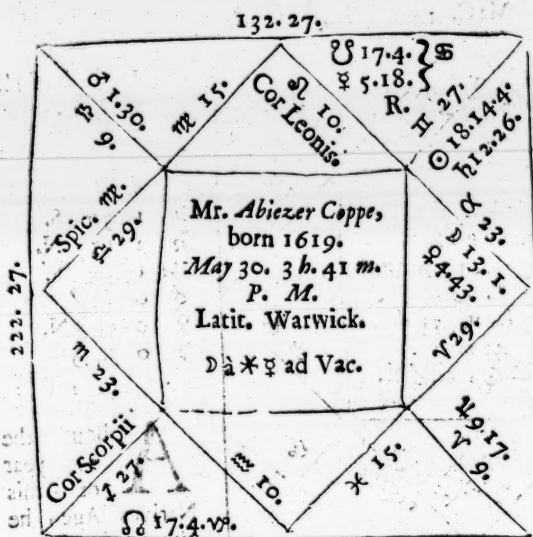 132. 27.
☋ 17.4. } ♋
☿ 5.18. }
R.
♊ 27.
☉ 18.14.4.
♄ 12.26.
♌ 10.
Cor Leonis.
♍ 15.
♂ 1.30.
♎ 9.
Spic. ♍.
♎ 29.
222. 27.
Mr. Abiezer Coppe,
born 1619.
May 30. 3 h. 41 m.
P. M.
Latit. Warwick.
☽ à ⚹ ☿ ad Vac.
♉ 23.
☽ 13. 1.
♀ 4.43.
♈ 29.
♃ 9.17.
♈ 9.
♓ 15.
♒ 10.
♏ 23.
Cor Scorpii
♐ 27.
☊ 17.4. ♑.